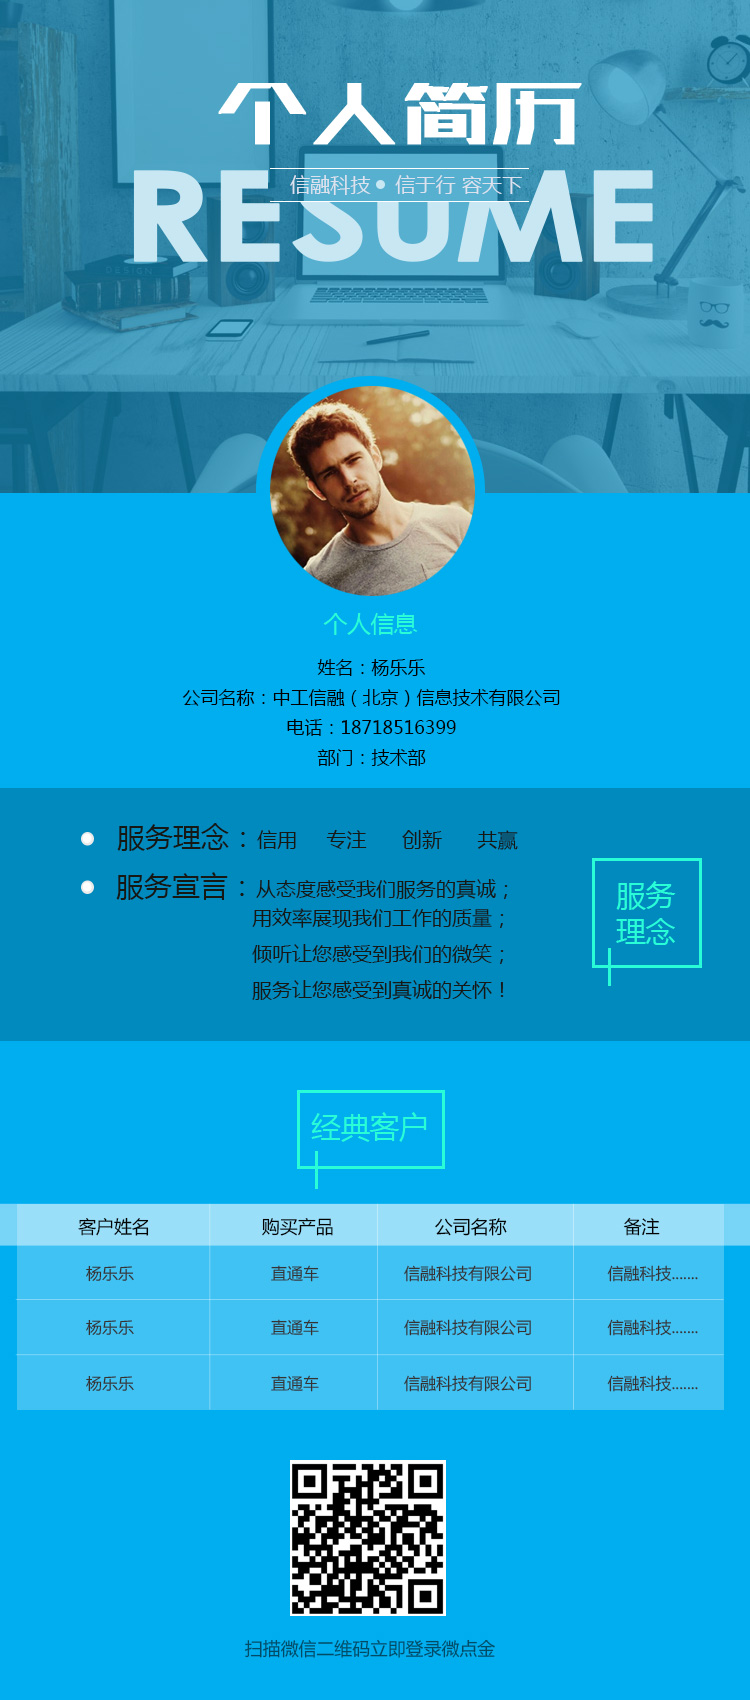 个人简历
RESUME
信融科技● 信于行 容天下
DESIGN
个人信息
姓名：杨乐乐
公司名称：中工信融（北京）信息技术有限公司
电话：18718516399
部门：技术部
服务理念：信用 专注 创新 共赢
服务宣言：从态度感受我们服务的真诚；
用效率展现我们工作的质量；
倾听让您感受到我们的微笑；
服务让您感受到真诚的关怀！
服务
理念
经典客户
客户姓名 购买产品 公司名称 备注
杨乐乐 直通车 信融科技有限公司 信融科技.......
杨乐乐 直通车 信融科技有限公司 信融科技.......
杨乐乐 直通车 信融科技有限公司 信融科技.......
扫描微信二维码立即登录微点金